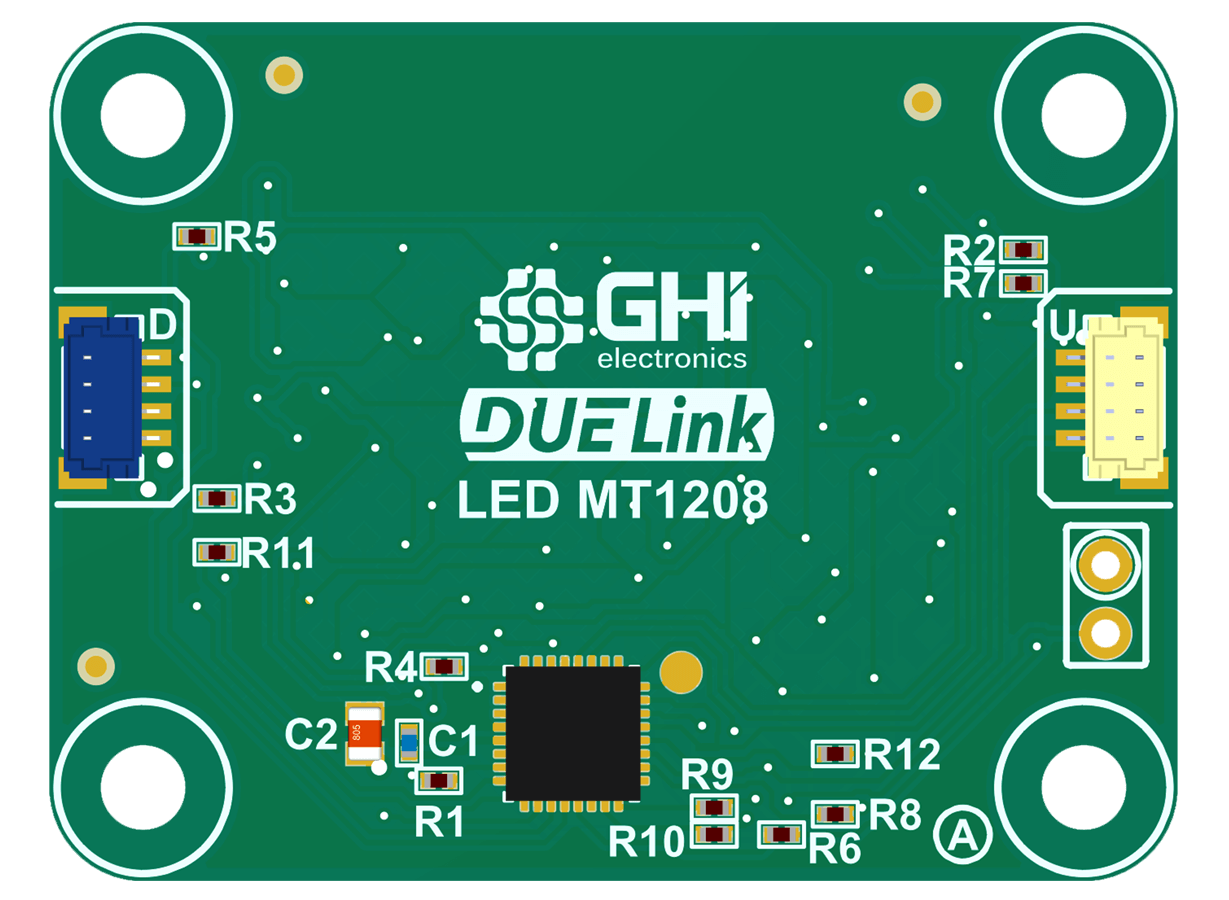 R5
R2
R7
GHI
electronics
D
U
DUELink
LED MT1208
R3
R11
R4
C2
805
C1
R12
R9
R1
R8
R10
R6
A